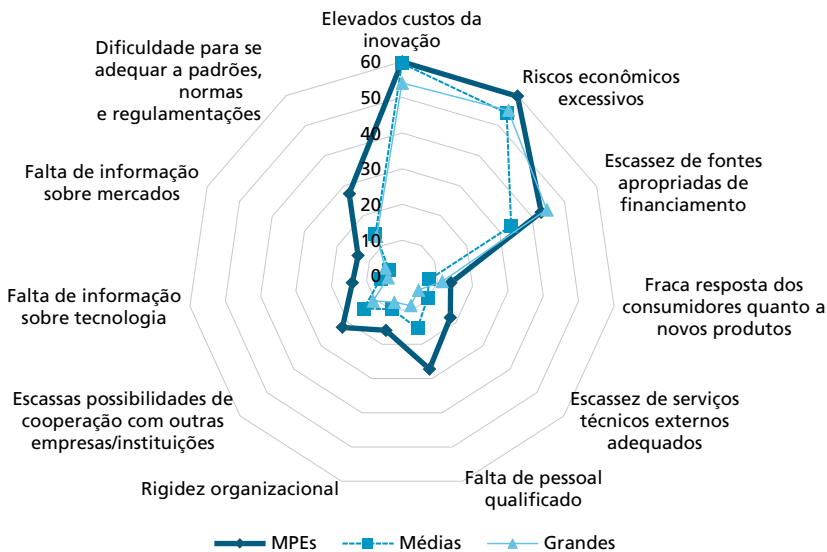 Elevados custos da
inovação
Riscos econômicos
excessivos
Escassez de fontes
apropriadas de
financiamento
Fraca resposta dos
consumidores quanto a
novos produtos
Escassez de serviços
técnicos externos
adequados
Falta de pessoal
qualificado
Rigidez organizacional
Escassas possibilidades de
cooperação com outras
empresas/instituições
Falta de informação
sobre tecnologia
Falta de informação
sobre mercados
Dificuldade para se
adequar a padrões,
normas
e regulamentações
60
50
40
30
20
10
0
MPEs
Médias
Grandes